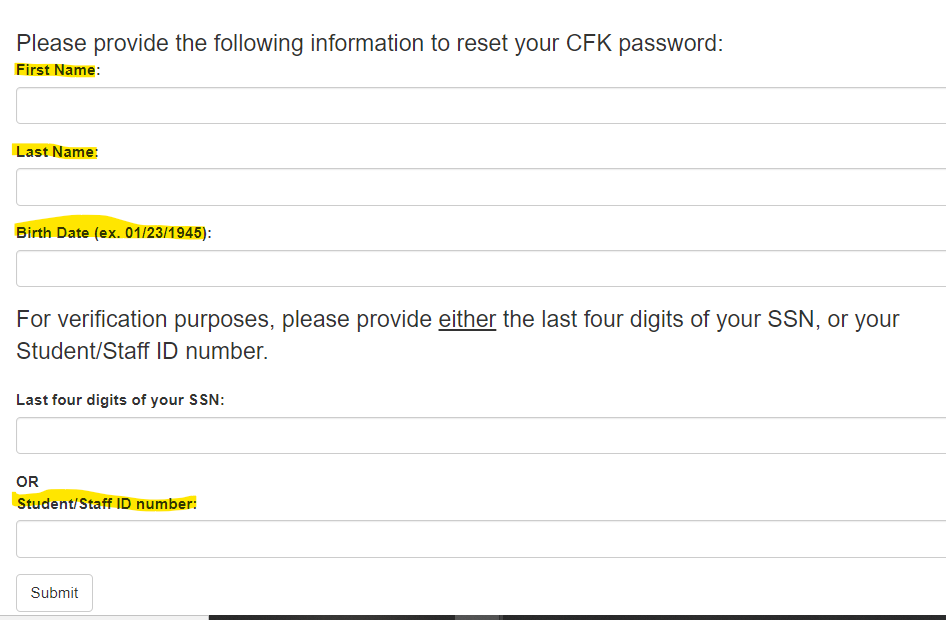 Please provide the following information to reset your CFK password:
First Name:
Last Name:
Birth Date (ex. 01/23/1945):
For verification purposes, please provide either the last four digits of your SSN, or your
Student/Staff ID number.
Last four digits of your SSN:
OR
Student/Staff ID number:
Submit